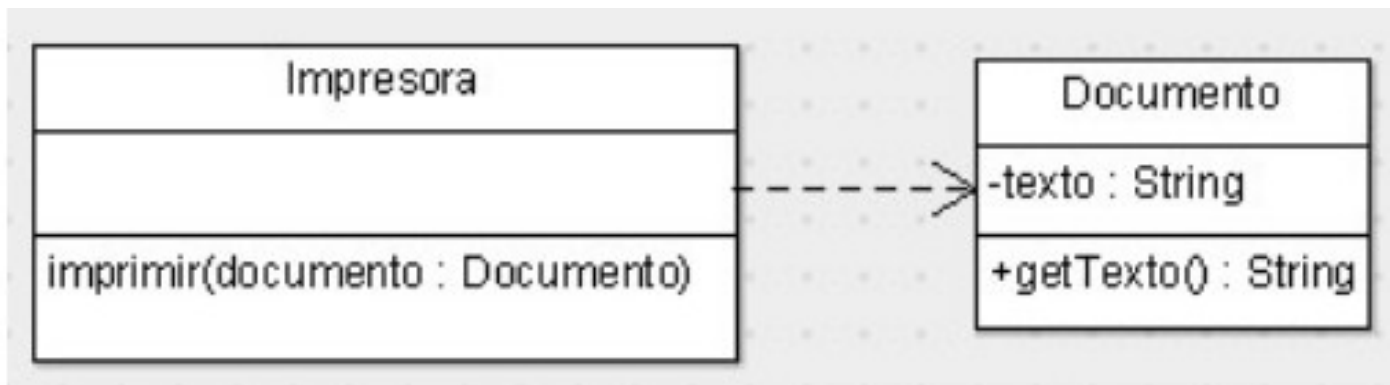 Impresora
imprimir(documento : Documento)
Documento
-texto : String
+getTexto() : String